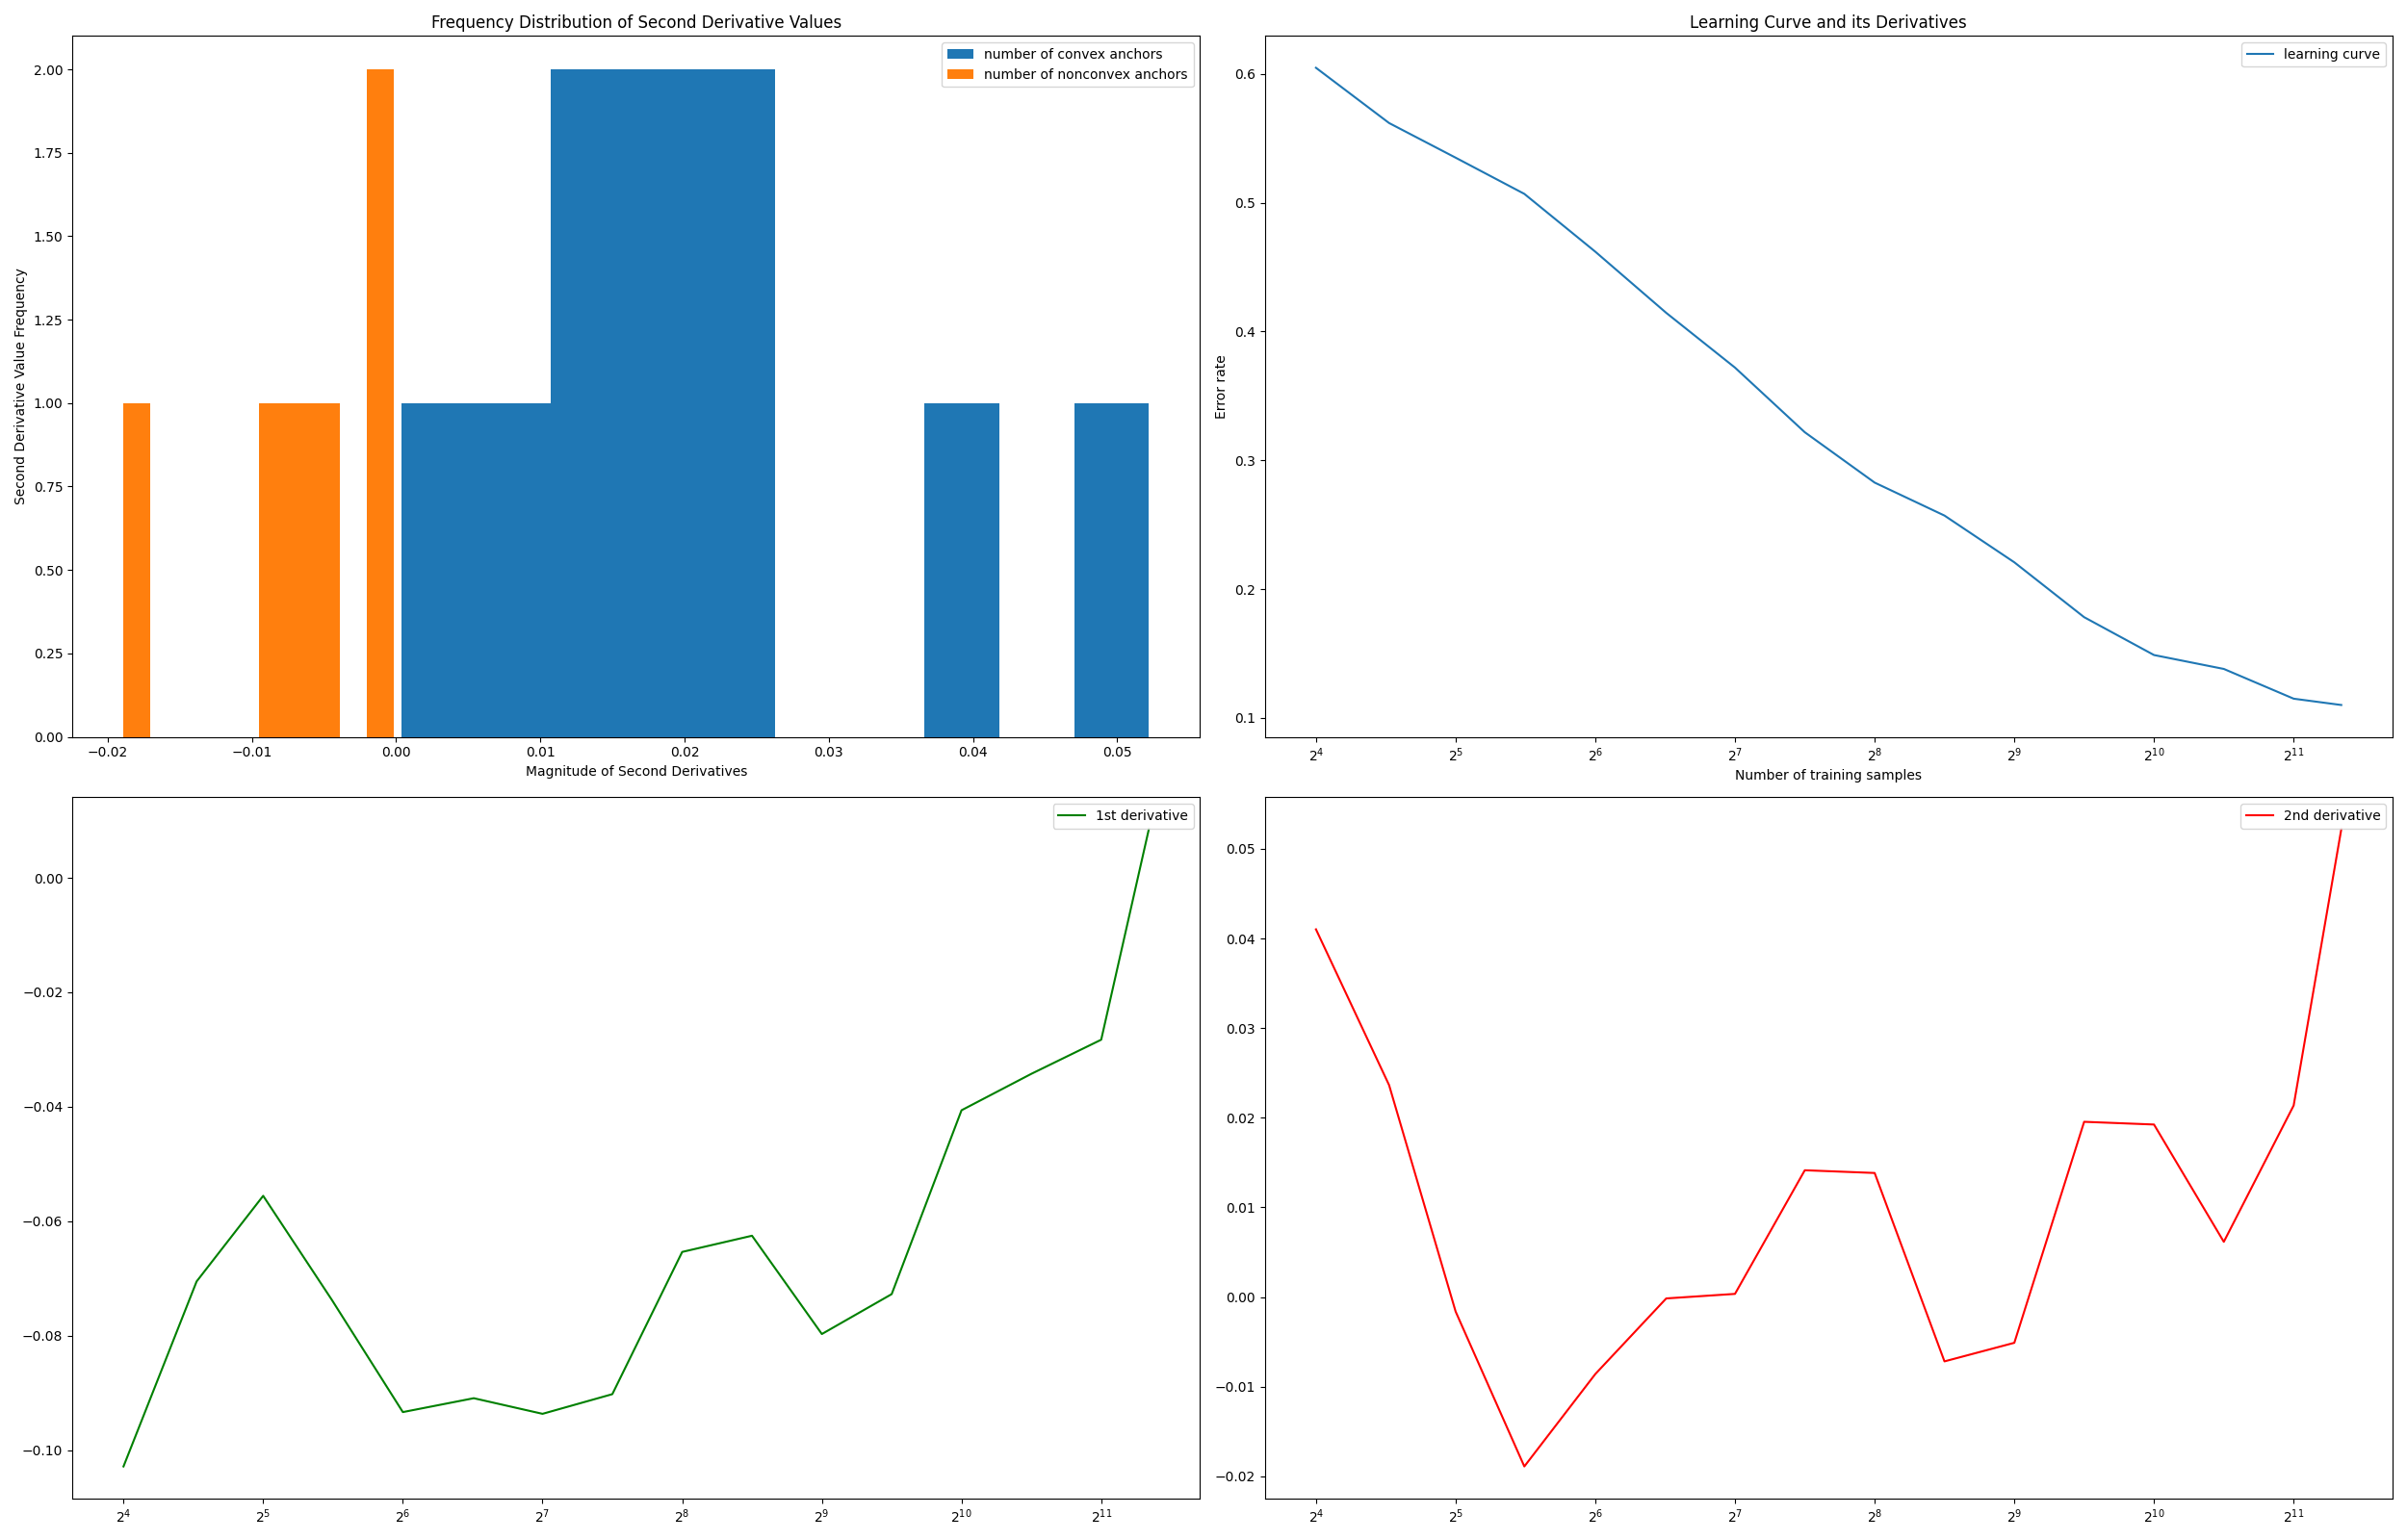 Frequency Distribution of Second Derivative Values
number of convex anchors
number of nonconvex anchors
2.00
1.75
1.50
1.25
1.00
0.75
0.50
0.25
0.00
Second Derivative Value Frequency
−0.02 −0.01 0.00 0.01 0.02 0.03 0.04 0.05
Magnitude of Second Derivatives
Learning Curve and its Derivatives
learning curve
0.6
0.5
0.4
0.3
0.2
0.1
Error rate
2⁴ 2⁵ 2⁶ 2⁷ 2⁸ 2⁹ 2¹⁰ 2¹¹
Number of training samples
1st derivative
0.00
−0.02
−0.04
−0.06
−0.08
−0.10
2⁴ 2⁵ 2⁶ 2⁷ 2⁸ 2⁹ 2¹⁰ 2¹¹
2nd derivative
0.05
0.04
0.03
0.02
0.01
0.00
−0.01
−0.02
2⁴ 2⁵ 2⁶ 2⁷ 2⁸ 2⁹ 2¹⁰ 2¹¹